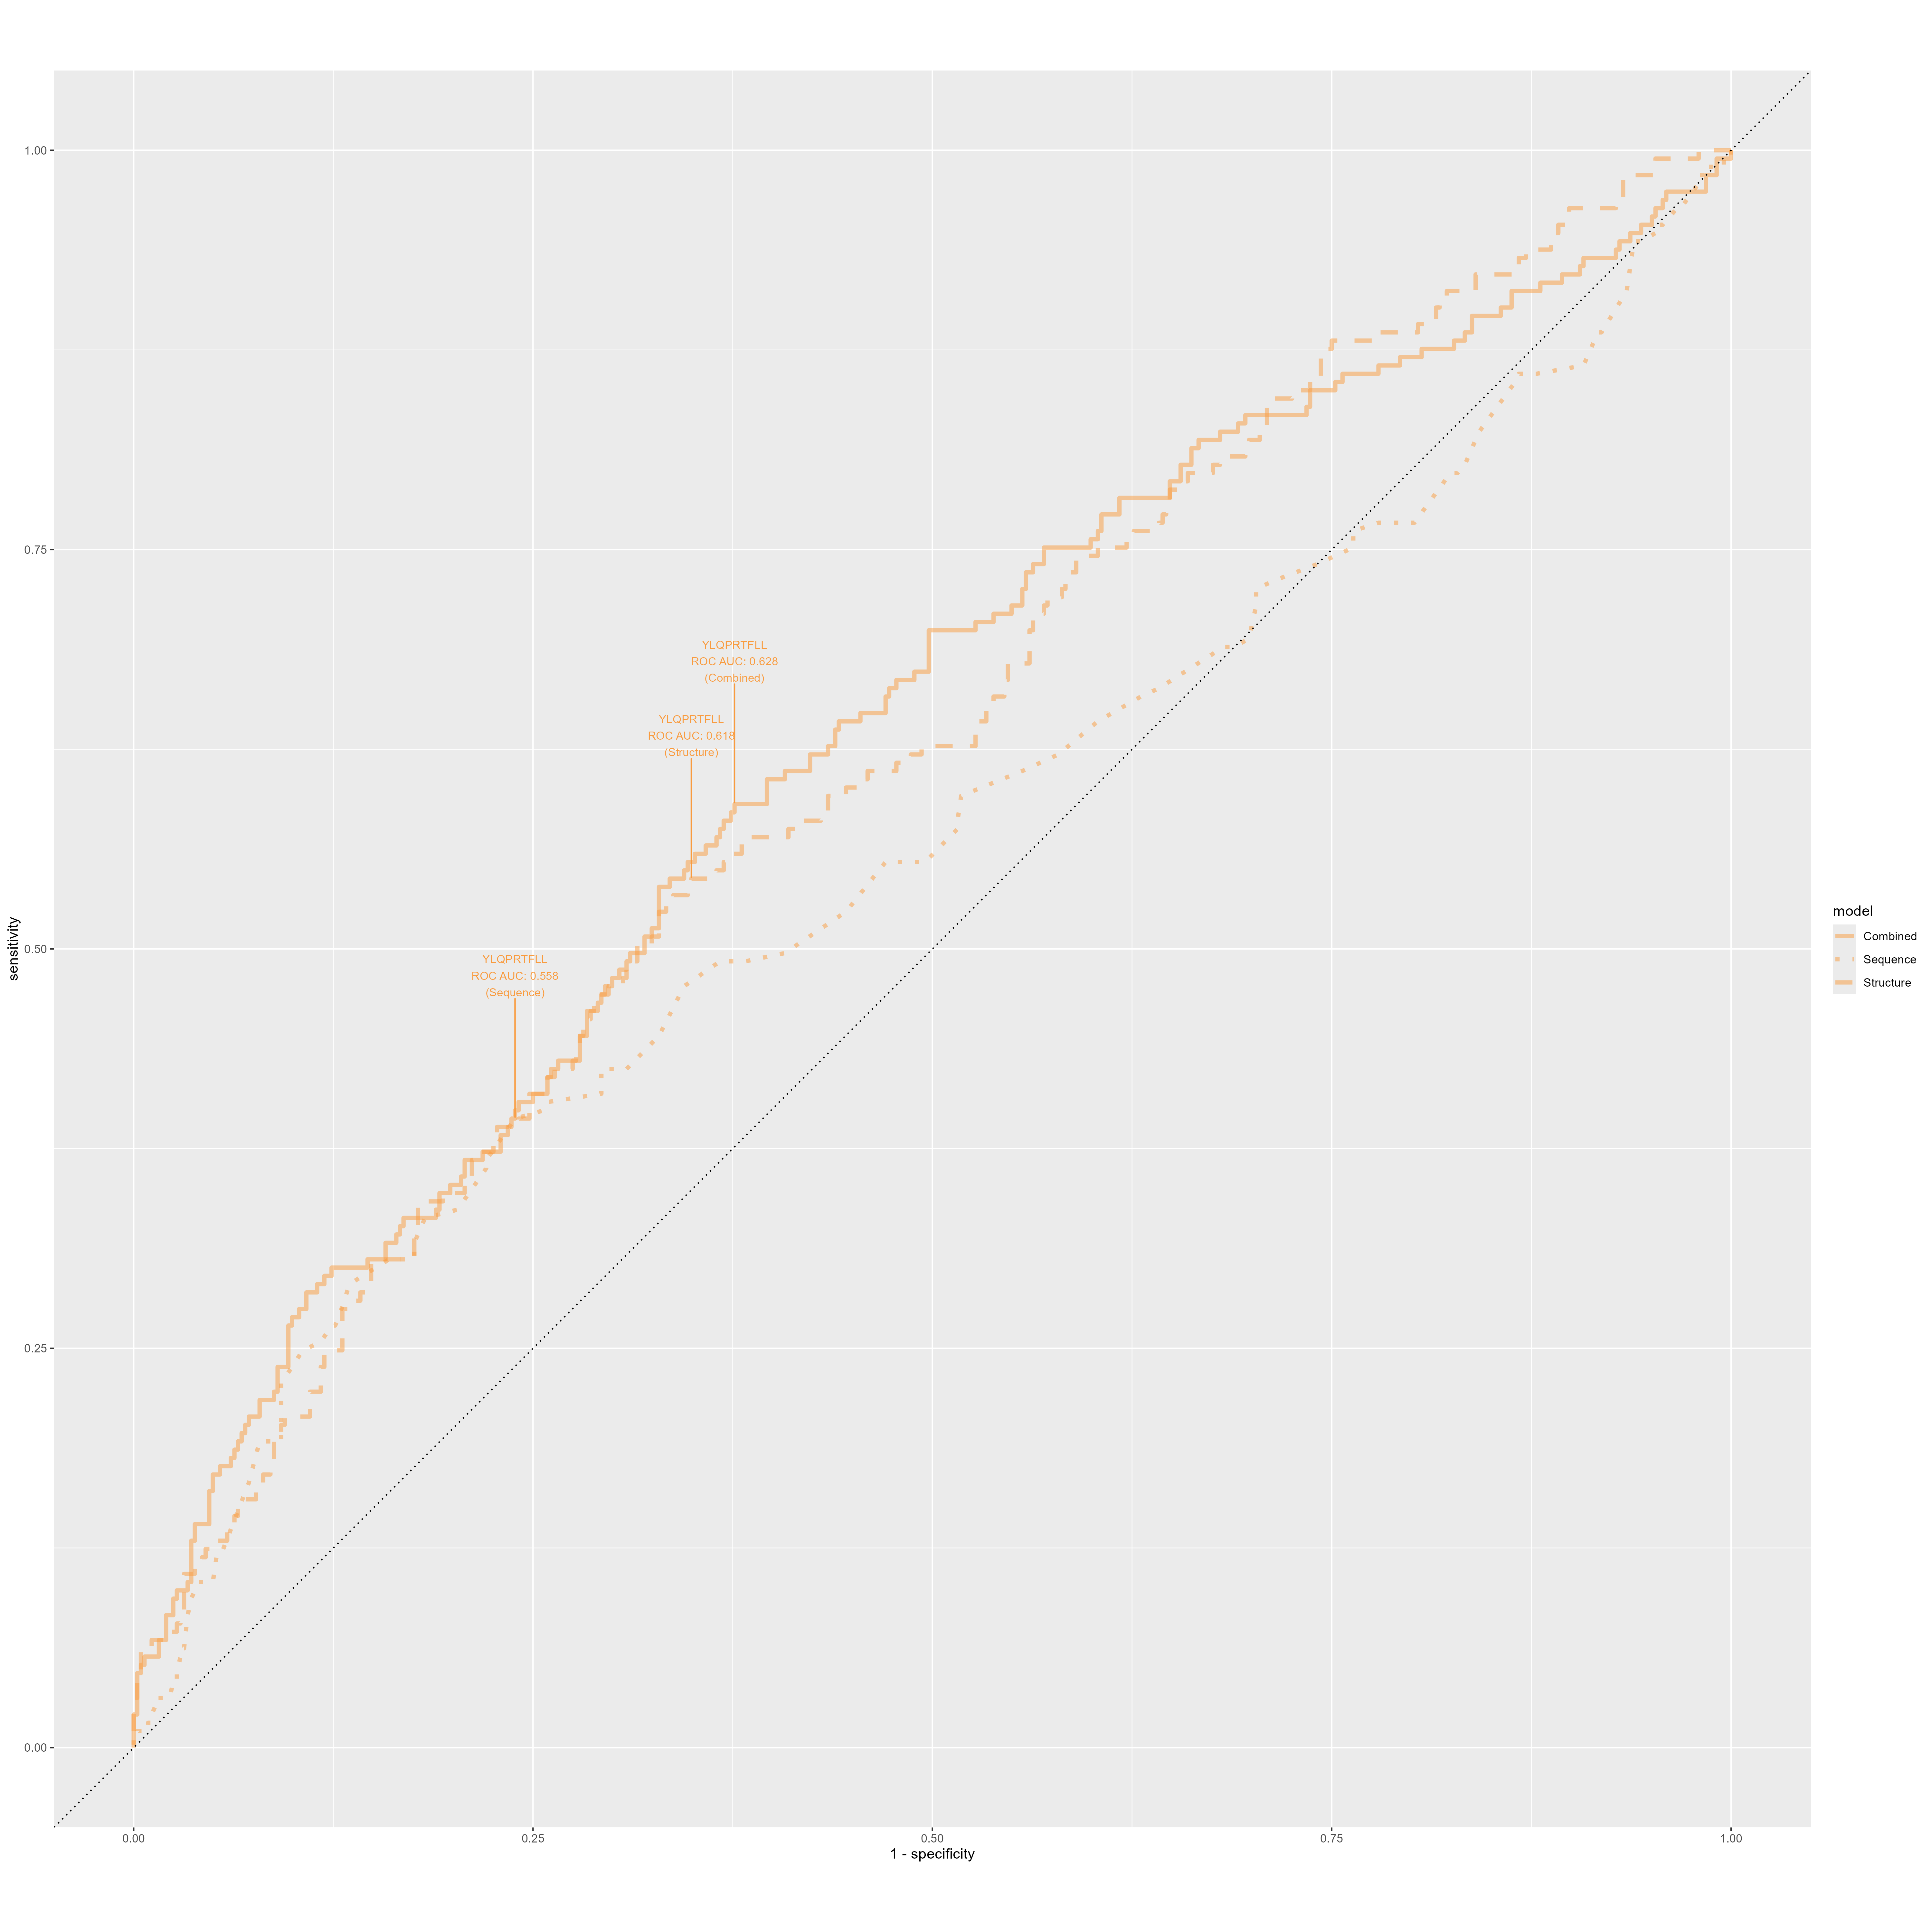 1.00
0.75
0.50
0.25
0.00
sensitivity
YLQPRTFLL
ROC AUC: 0.628
(Combined)
YLQPRTFLL
ROC AUC: 0.618
(Structure)
YLQPRTFLL
ROC AUC: 0.558
(Sequence)
0.00
0.25
0.50
0.75
1.00
1 - specificity
model
Combined
Sequence
Structure